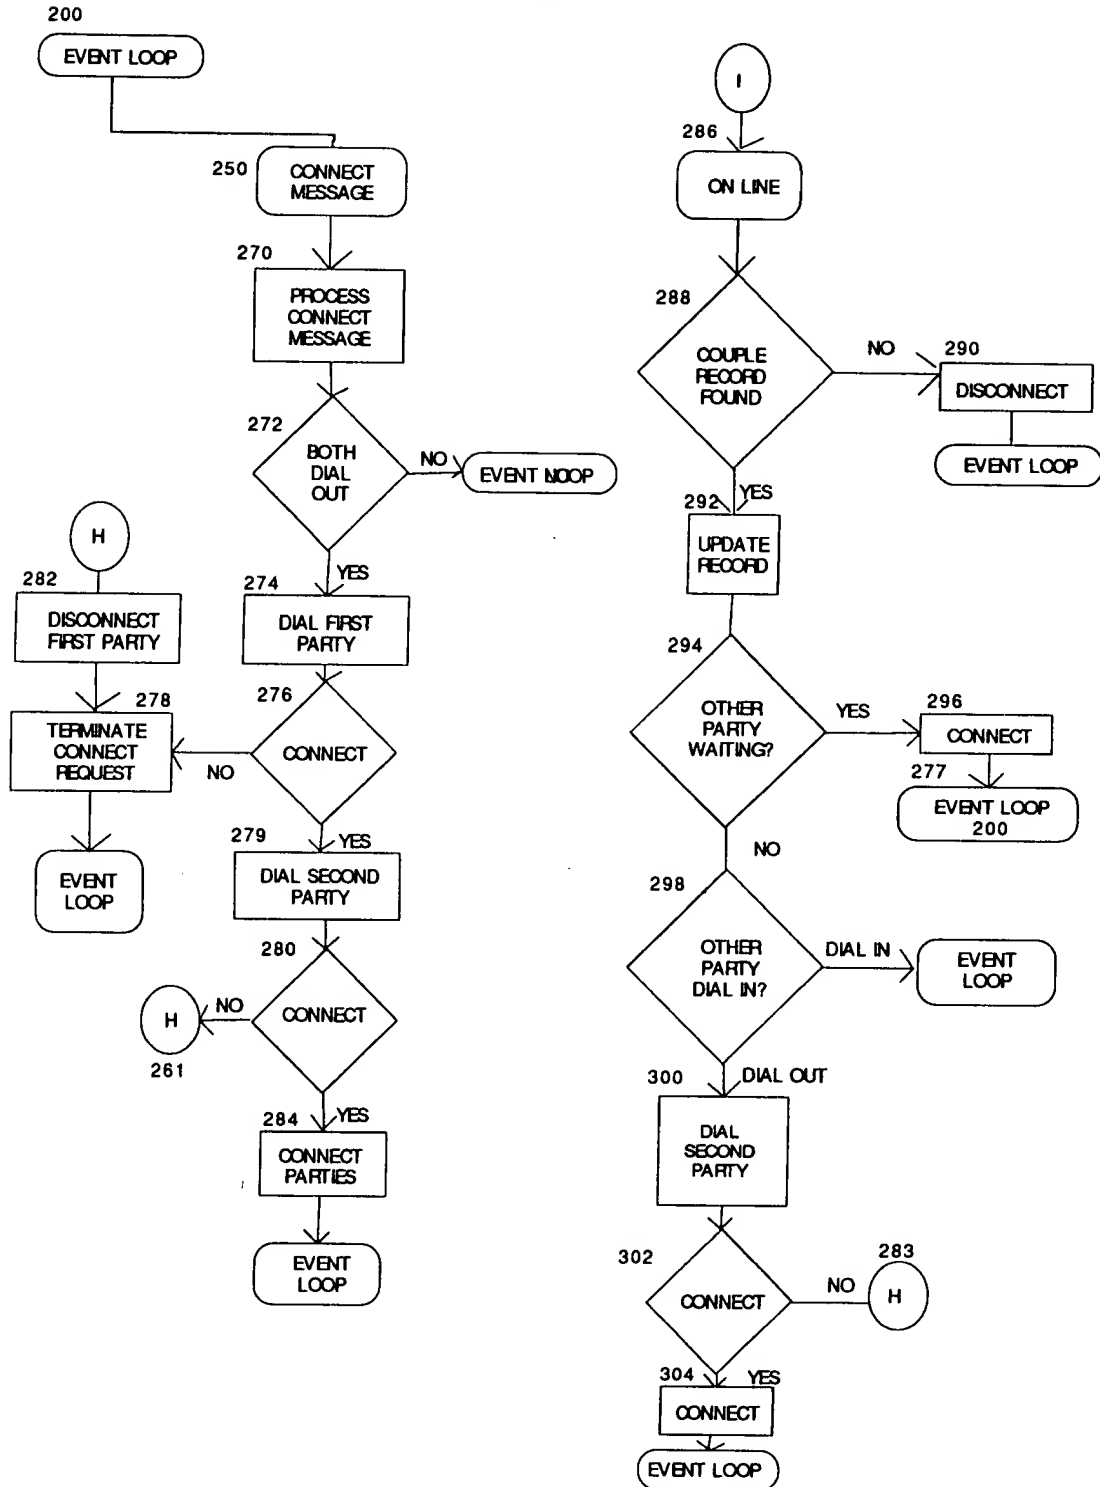 200
EVENT LOOP
250
CONNECT
MESSAGE
270
PROCESS
CONNECT
MESSAGE
272
BOTH
DIAL
OUT
NO
EVENT NOOP
YES
H
282
DISCONNECT
FIRST PARTY
274
DIAL FIRST
PARTY
278
TERMINATE
CONNECT
REQUEST
276
CONNECT
NO
EVENT
LOOP
279
YES
DIAL SECOND
PARTY
280
CONNECT
NO
H
261
284
YES
CONNECT
PARTIES
EVENT
LOOP
I
286
ON LINE
288
COUPLE
RECORD
FOUND
NO
290
DISCONNECT
EVENT LOOP
YES
292
UPDATE
RECORD
294
OTHER
PARTY
WAITING?
YES
296
CONNECT
277
EVENT LOOP
200
NO
298
OTHER
PARTY
DIAL IN?
DIAL IN
EVENT
LOOP
300
DIAL OUT
DIAL
SECOND
PARTY
302
CONNECT
NO
283
H
304
YES
CONNECT
EVENT LOOP